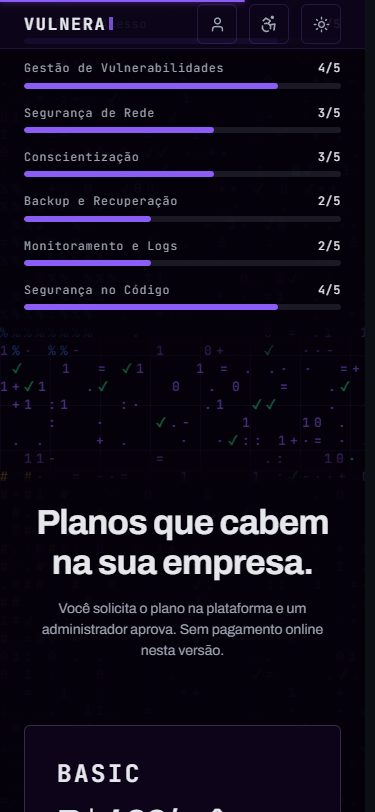 VULNERA
Gestão de Vulnerabilidades 4/5
Segurança de Rede 3/5
Conscientização 3/5
Backup e Recuperação 2/5
Monitoramento e Logs 2/5
Segurança no Código 4/5
Planos que cabem
na sua empresa.
Você solicita o plano na plataforma e um
administrador aprova. Sem pagamento online
nesta versão.
BASIC